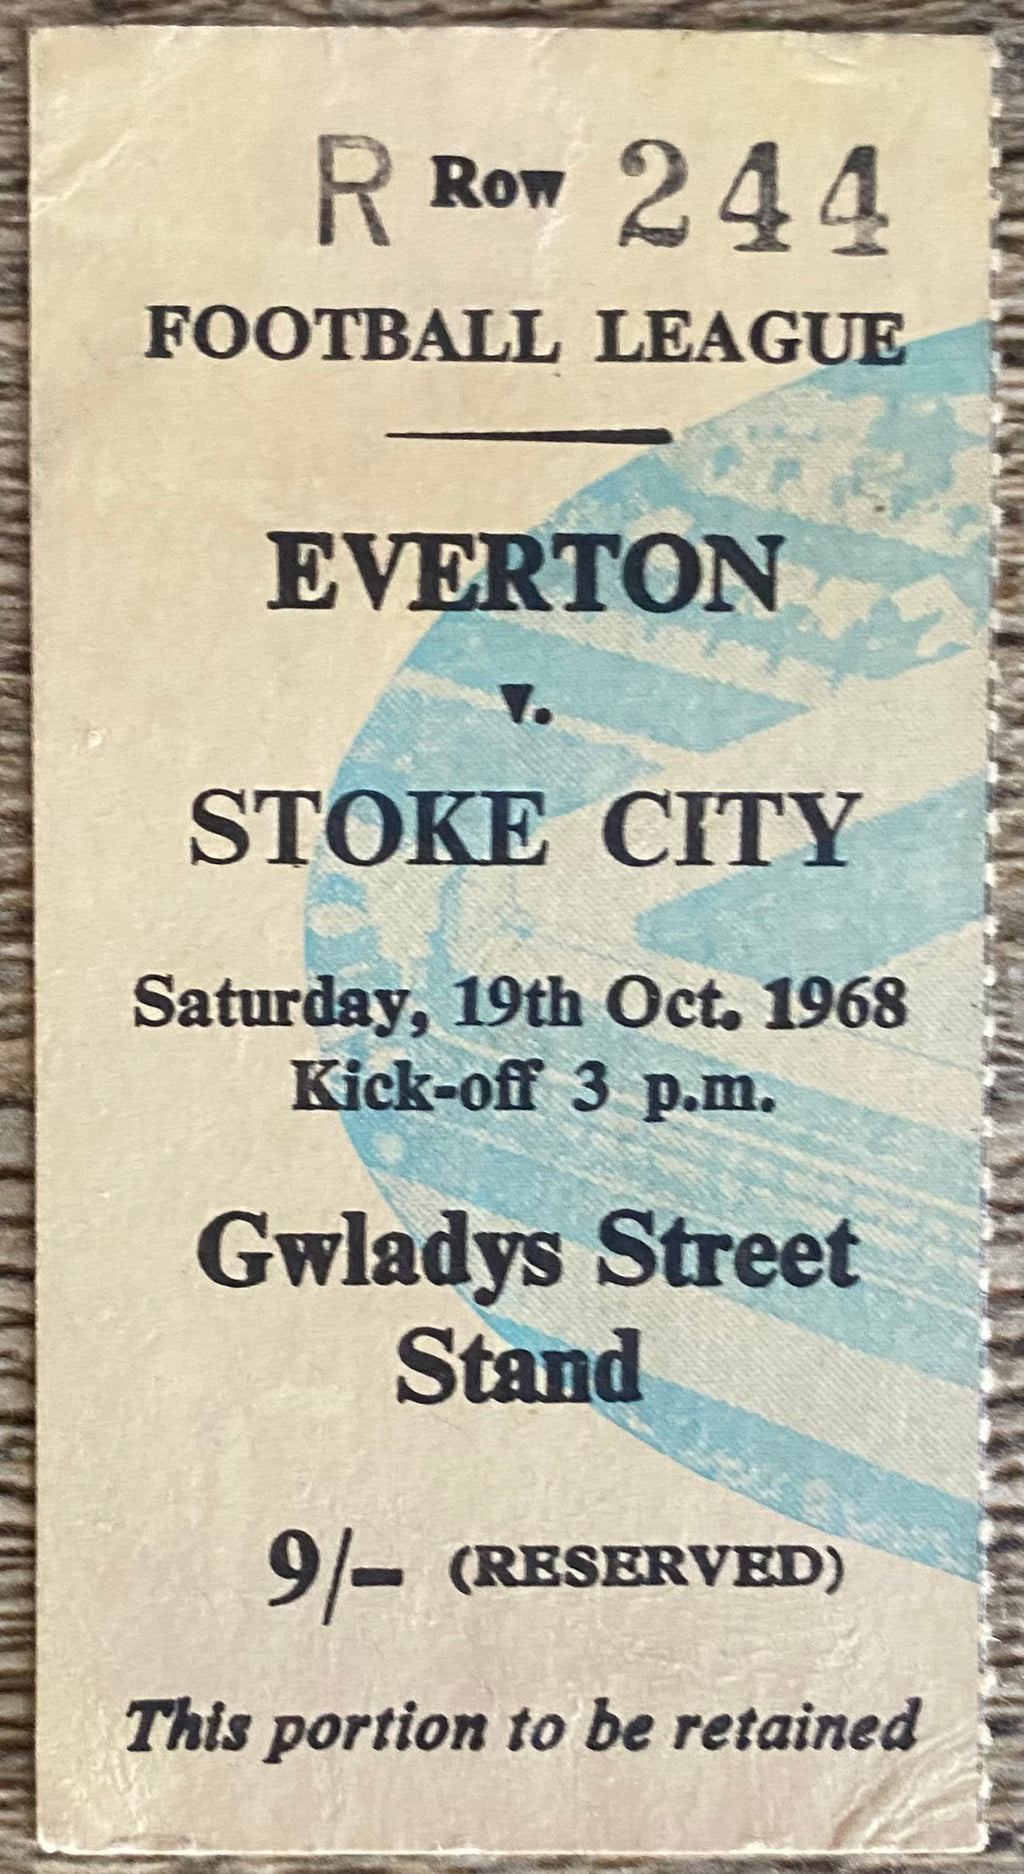 R Row 244
FOOTBALL LEAGUE
EVERTON
v.
STOKE CITY
Saturday, 19th Oct. 1968
Kick-off 3 p.m.
Gwladys Street
Stand
9/- (RESERVED)
This portion to be retained